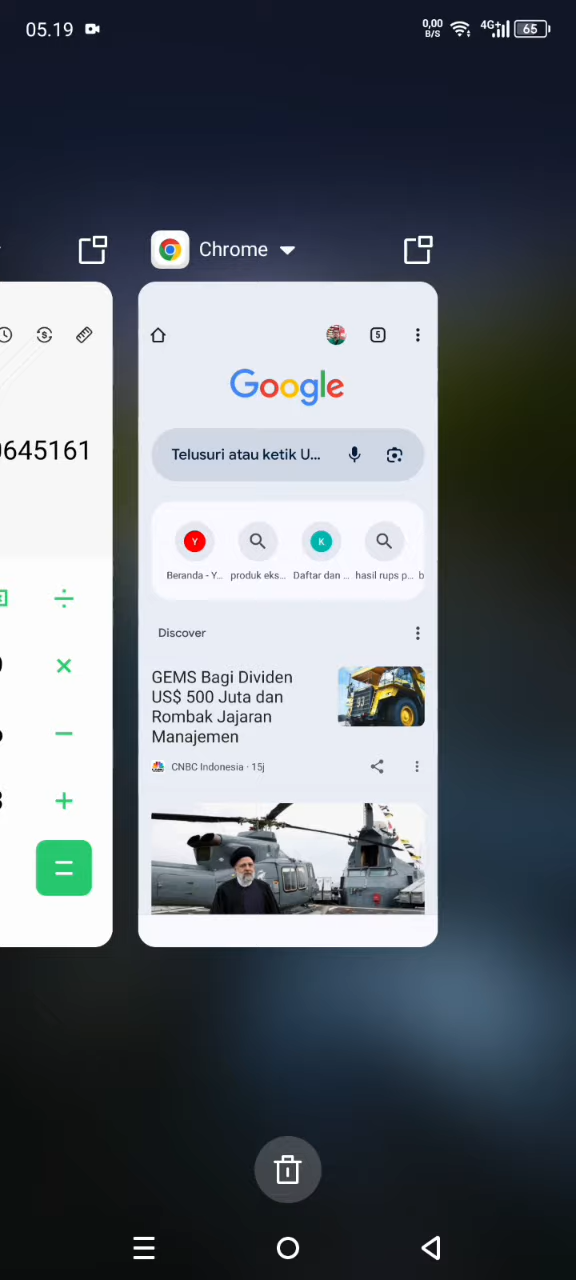 05.19
0,00
B/S
4G+
65
Chrome
5
Google
0645161
Telusuri atau ketik U...
Y
K
Beranda - Y...
produk eks...
Daftar dan ...
hasil rups p...
b
Discover
GEMS Bagi Dividen
US$ 500 Juta dan
Rombak Jajaran
Manajemen
CNBC Indonesia · 15j
÷
×
−
+
=